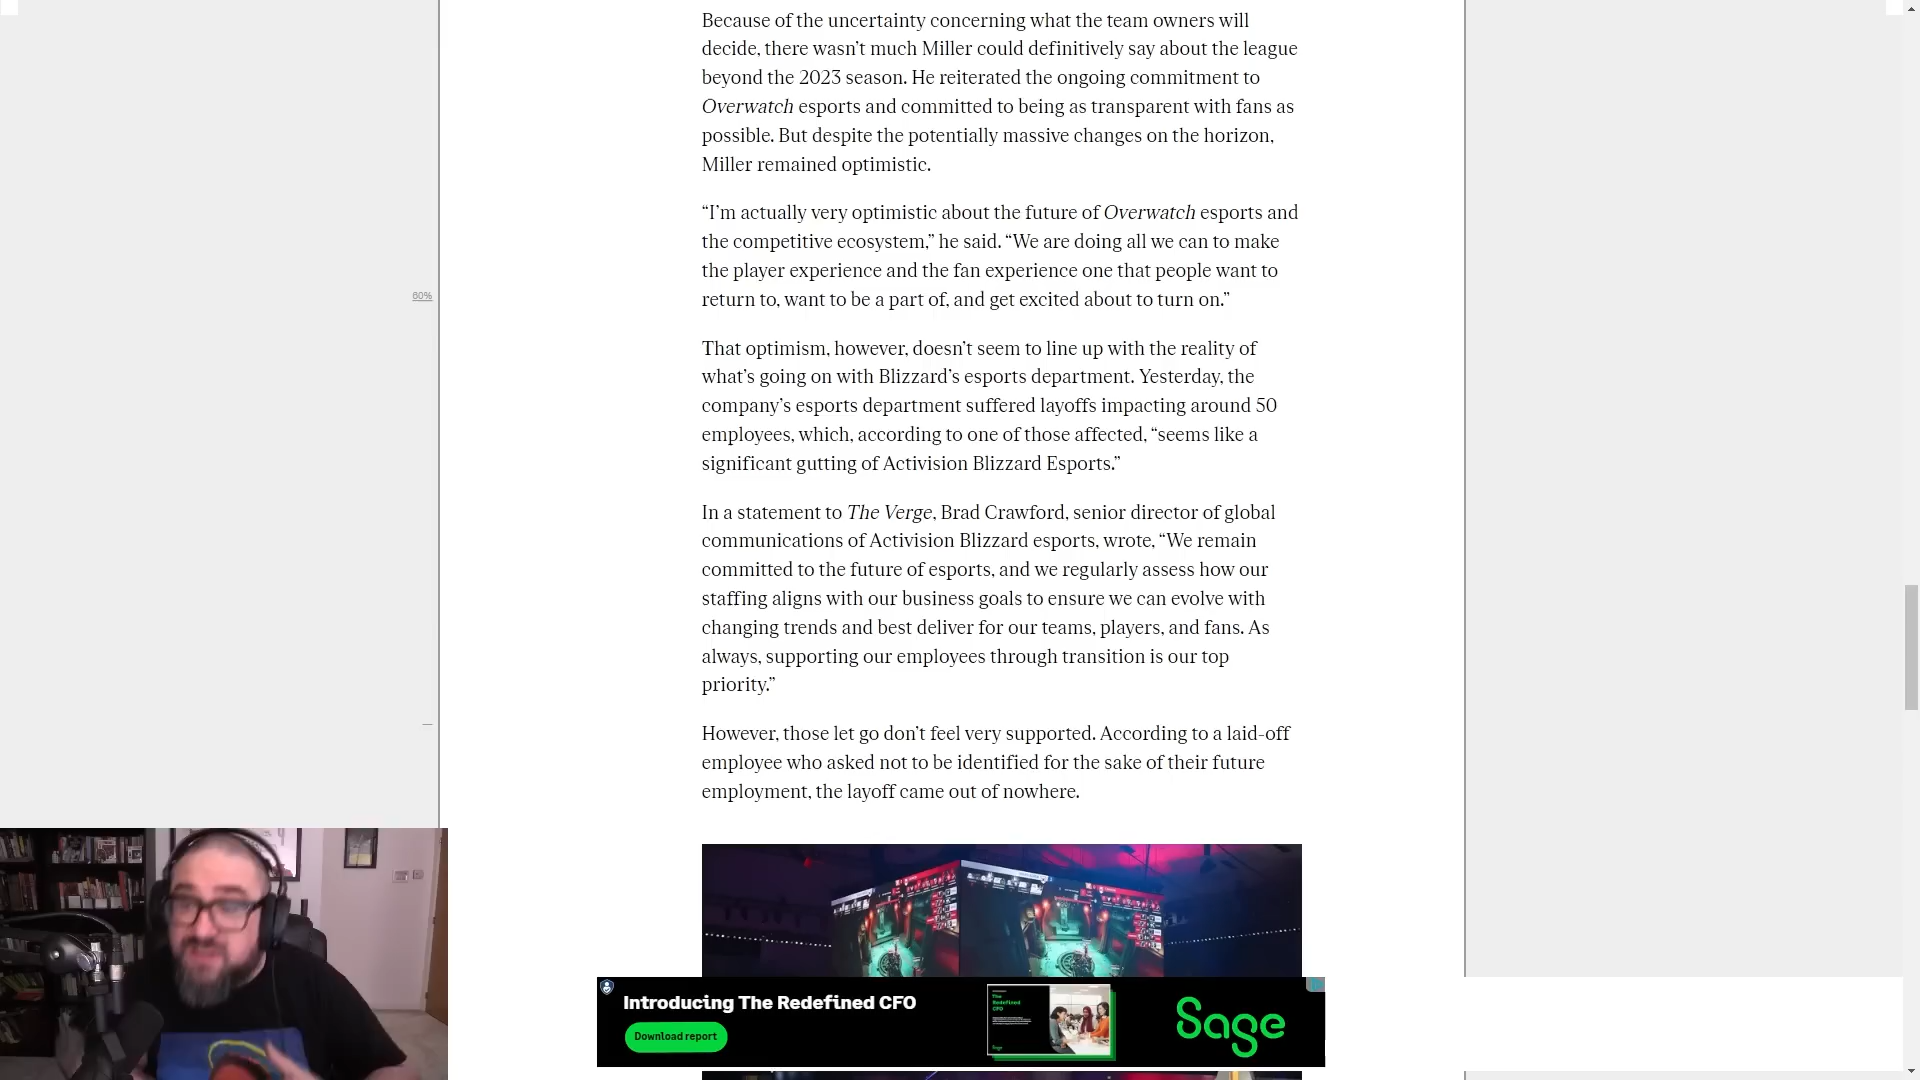 Because of the uncertainty concerning what the team owners will
decide, there wasn’t much Miller could definitively say about the league
beyond the 2023 season. He reiterated the ongoing commitment to
Overwatch esports and committed to being as transparent with fans as
possible. But despite the potentially massive changes on the horizon,
Miller remained optimistic.
“I’m actually very optimistic about the future of Overwatch esports and
the competitive ecosystem,” he said. “We are doing all we can to make
the player experience and the fan experience one that people want to
return to, want to be a part of, and get excited about to turn on.”
60%
That optimism, however, doesn’t seem to line up with the reality of
what’s going on with Blizzard’s esports department. Yesterday, the
company’s esports department suffered layoffs impacting around 50
employees, which, according to one of those affected, “seems like a
significant gutting of Activision Blizzard Esports.”
In a statement to The Verge, Brad Crawford, senior director of global
communications of Activision Blizzard esports, wrote, “We remain
committed to the future of esports, and we regularly assess how our
staffing aligns with our business goals to ensure we can evolve with
changing trends and best deliver for our teams, players, and fans. As
always, supporting our employees through transition is our top
priority.”
However, those let go don’t feel very supported. According to a laid-off
employee who asked not to be identified for the sake of their future
employment, the layoff came out of nowhere.
Introducing The Redefined CFO
Download report
The
Redefined
CFO
Sage